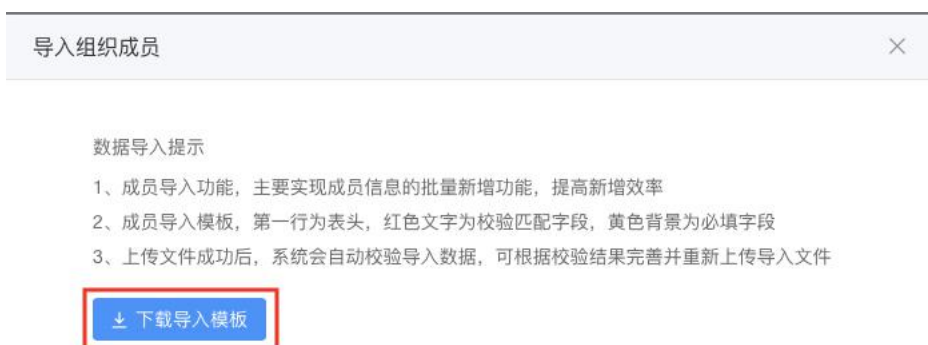 导入组织成员
数据导入提示
1、成员导入功能，主要实现成员信息的批量新增功能，提高新增效率
2、成员导入模板，第一行为表头，红色文字为校验匹配字段，黄色背景为必填字段
3、上传文件成功后，系统会自动校验导入数据，可根据校验结果完善并重新上传导入文件
下载导入模板